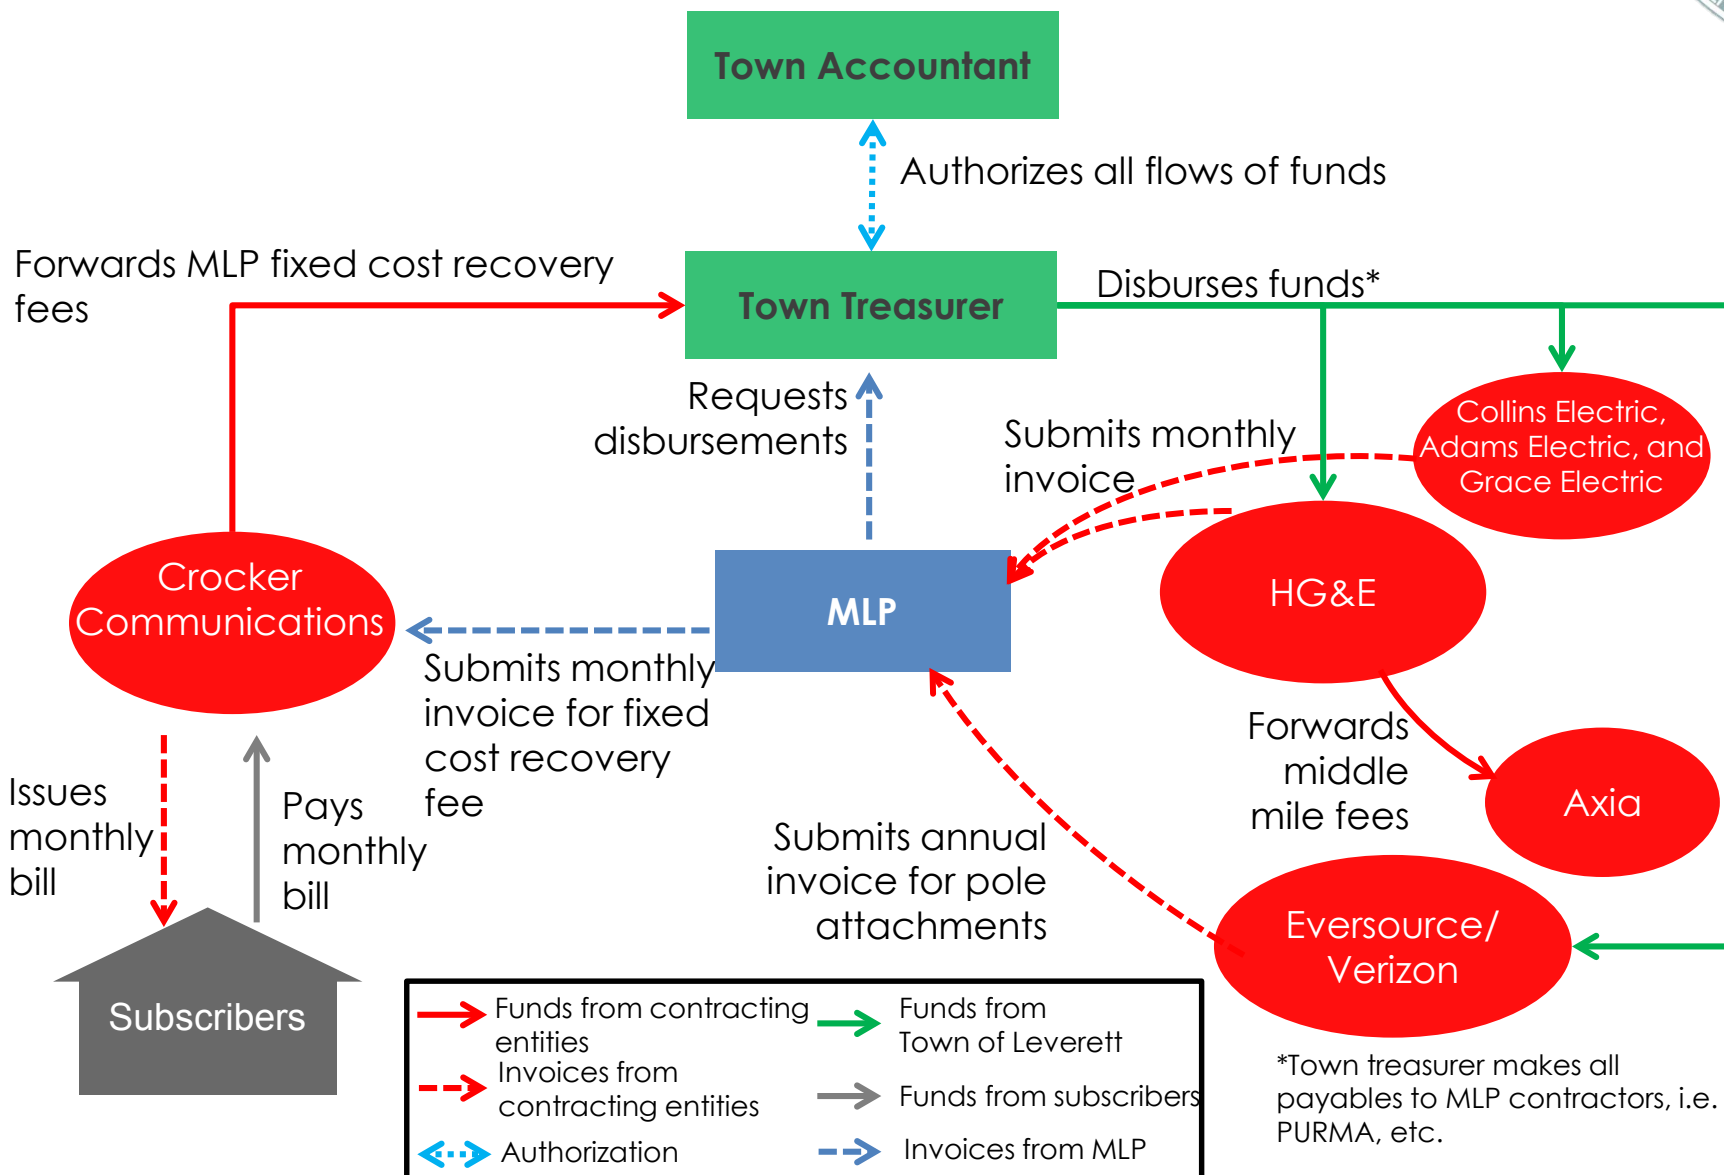 Town Accountant
Authorizes all flows of funds
Forwards MLP fixed cost recovery
fees
Town Treasurer
Disburses funds*
Requests
disbursements
Submits monthly
invoice
Collins Electric,
Adams Electric, and
Grace Electric
Crocker
Communications
MLP
HG&E
Submits monthly
invoice for fixed
cost recovery
fee
Forwards
middle
mile fees
Axia
Issues
monthly
bill
Pays
monthly
bill
Submits annual
invoice for pole
attachments
Eversource/
Verizon
Subscribers
Funds from contracting
entities
Invoices from
contracting entities
Authorization
Funds from
Town of Leverett
Funds from subscribers
Invoices from MLP
*Town treasurer makes all
payables to MLP contractors, i.e.
PURMA, etc.